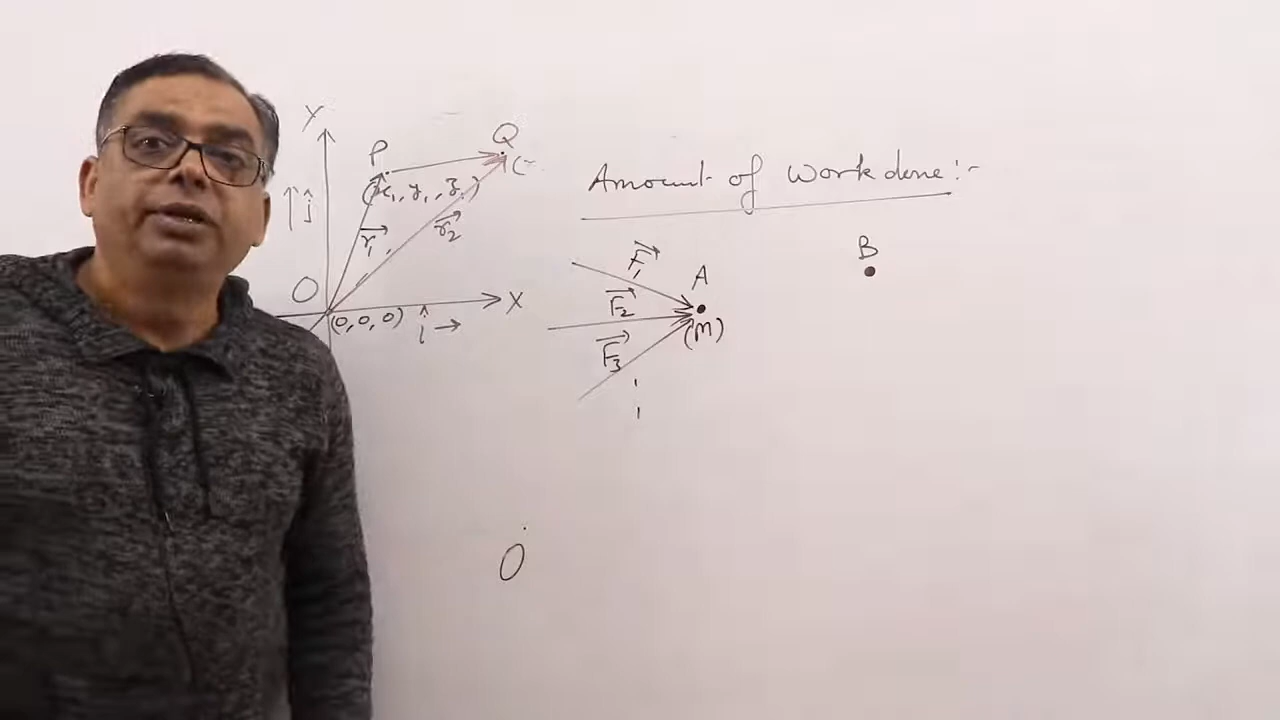 Y
P
Q
(x₁, y₁, z₁)
(-
ĵ
r₁→
r₂→
O
(0, 0, 0)
î →
X
Amount of Work done :-
F₁→
A
B
F₂→
(M)
F₃→
O